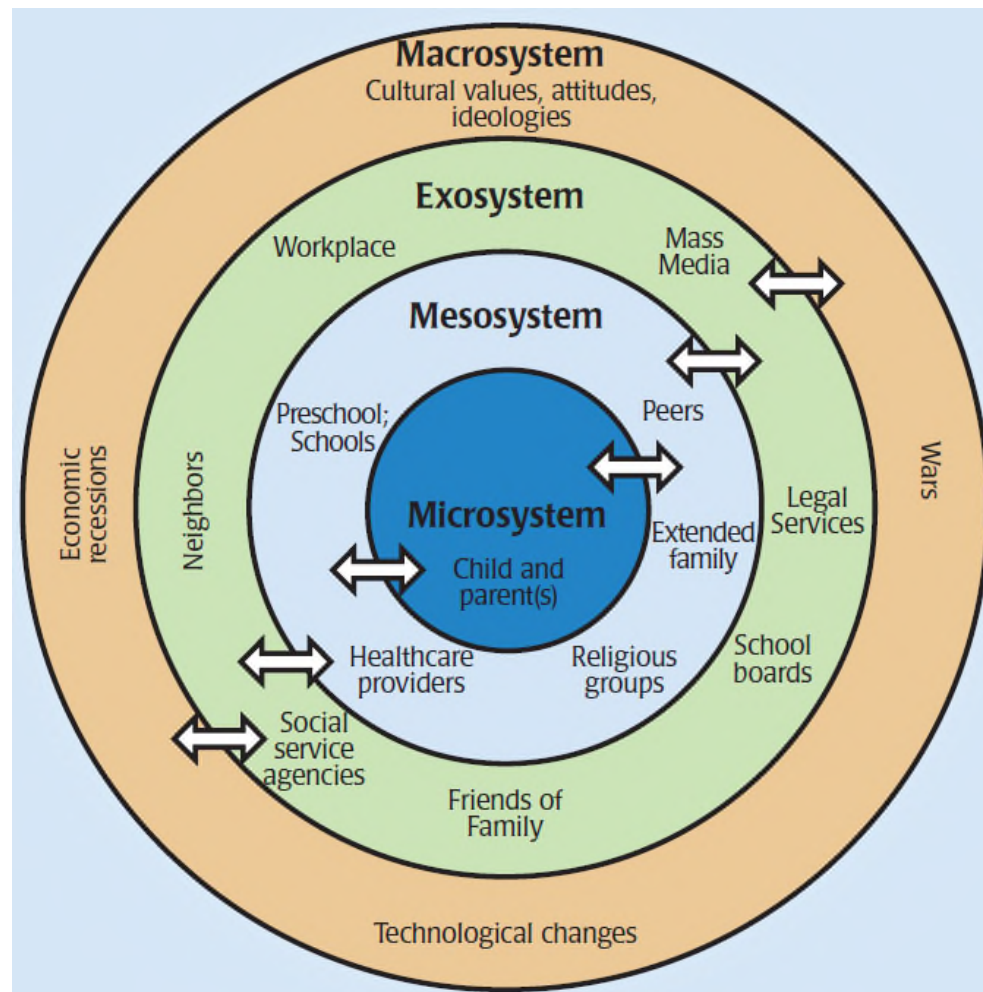 Macrosystem
Cultural values, attitudes,
ideologies
Exosystem
Workplace
Mass
Media
Mesosystem
Preschool;
Schools
Peers
Neighbors
Economic
recessions
Wars
Microsystem
Child and
parent(s)
Extended
family
Legal
Services
Healthcare
providers
Religious
groups
School
boards
Social
service
agencies
Friends of
Family
Technological changes